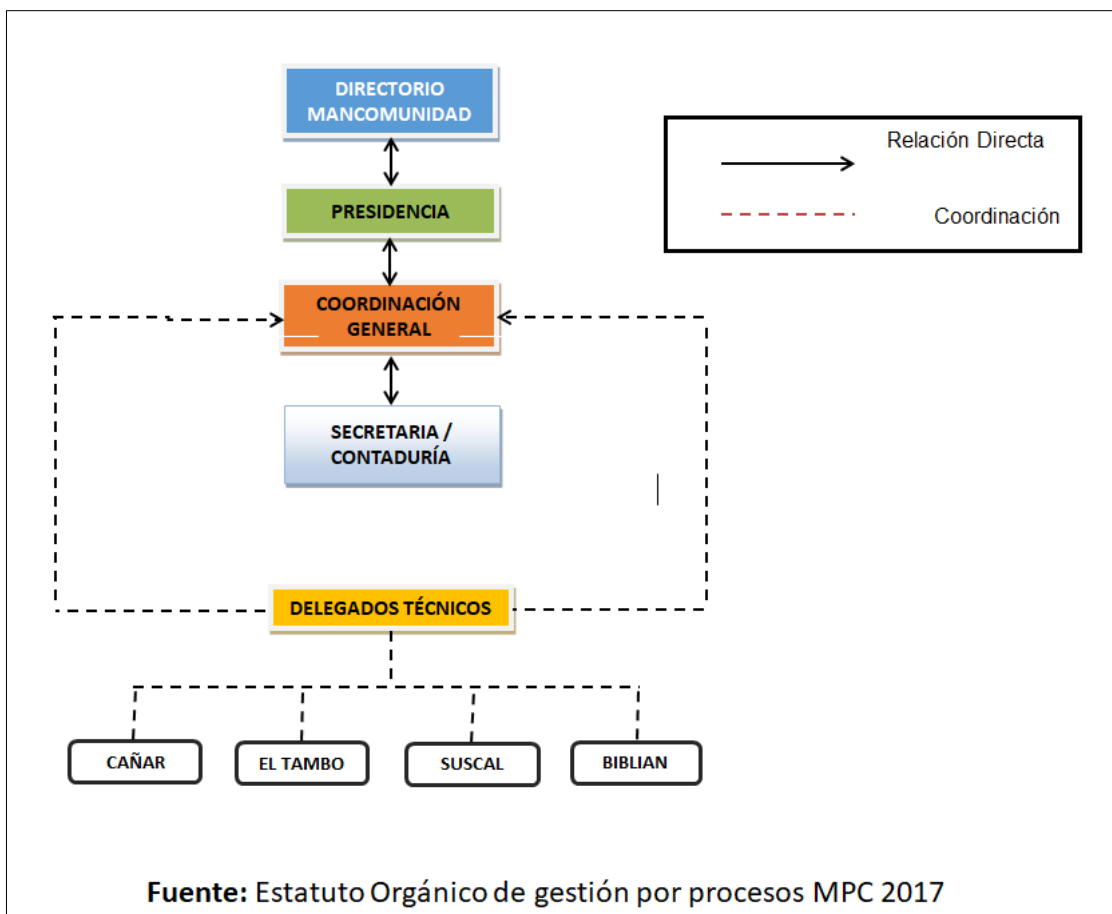 DIRECTORIO
MANCOMUNIDAD
Relación Directa
PRESIDENCIA
Coordinación
COORDINACIÓN
GENERAL
SECRETARIA /
CONTADURÍA
DELEGADOS TÉCNICOS
CAÑAR
EL TAMBO
SUSCAL
BIBLIAN
Fuente: Estatuto Orgánico de gestión por procesos MPC 2017